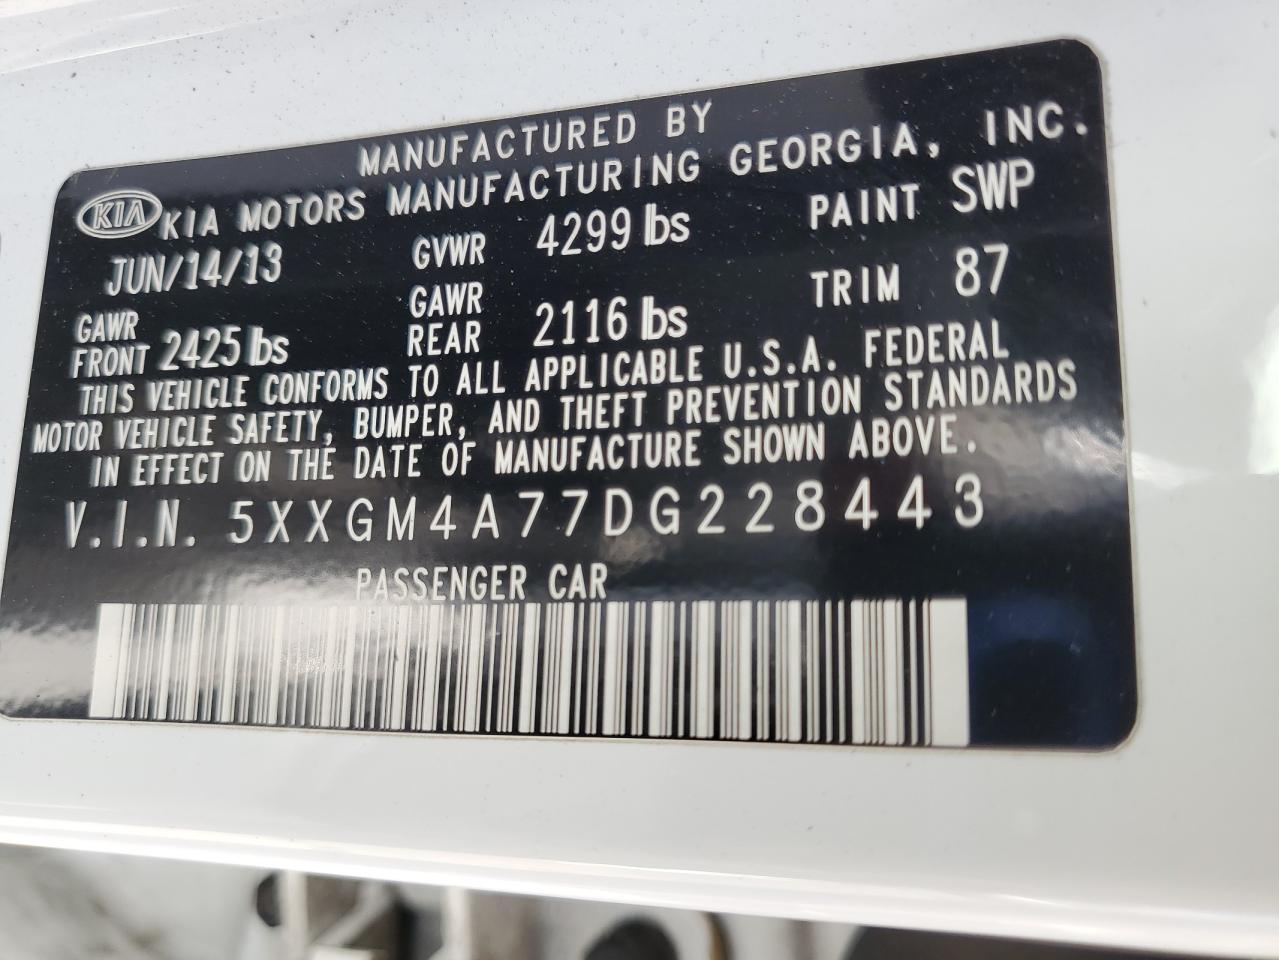 MANUFACTURED BY
KIA KIA MOTORS MANUFACTURING GEORGIA, INC.
JUN/14/13 GVWR 4299 lbs PAINT SWP
GAWR FRONT 2425 lbs GAWR REAR 2116 lbs TRIM 87
THIS VEHICLE CONFORMS TO ALL APPLICABLE U.S.A. FEDERAL
MOTOR VEHICLE SAFETY, BUMPER, AND THEFT PREVENTION STANDARDS
IN EFFECT ON THE DATE OF MANUFACTURE SHOWN ABOVE.
V.I.N. 5XXGM4A77DG228443
PASSENGER CAR